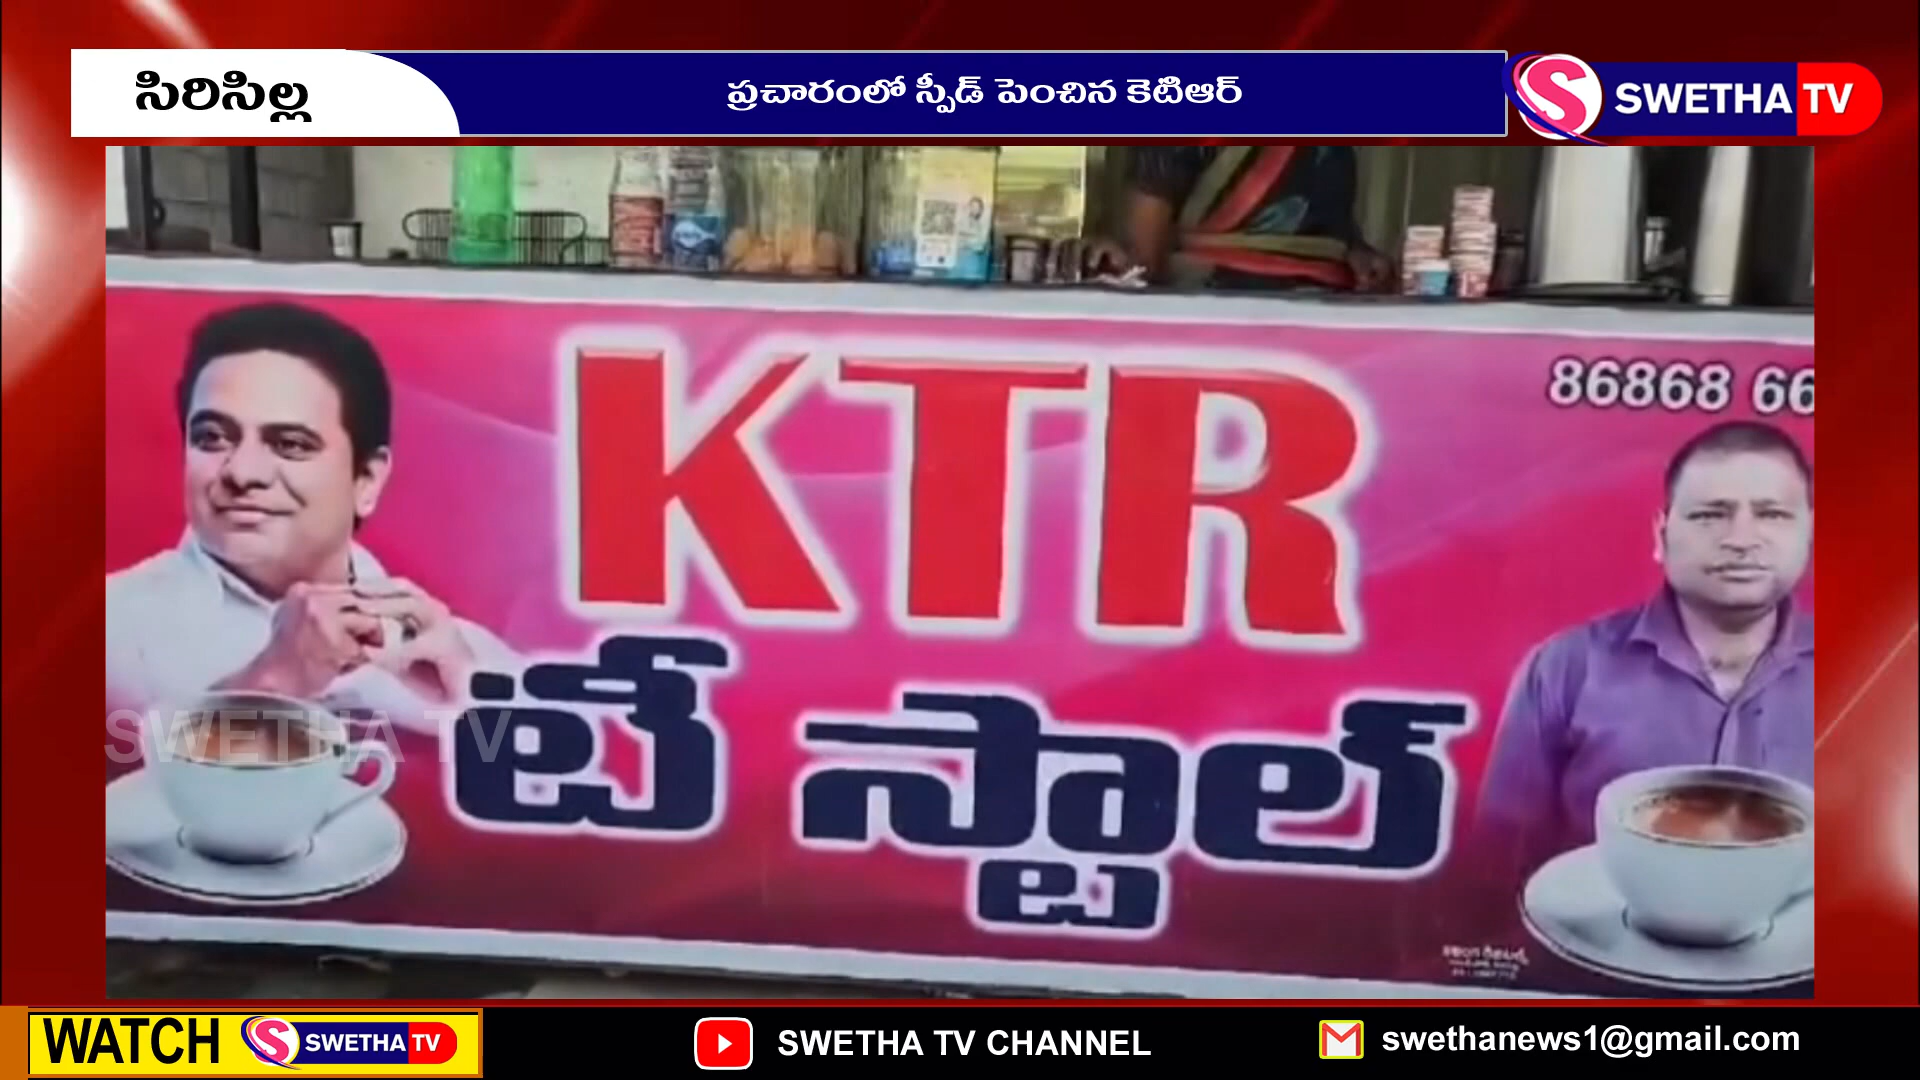 సిరిసిల్ల
ప్రచారంలో స్పీడ్ పెంచిన కెటిఆర్
S SWETHA TV
86868 66
KTR
టీ స్టాల్
SWETHA TV
WATCH S SWETHA TV
SWETHA TV CHANNEL
swethanews1@gmail.com